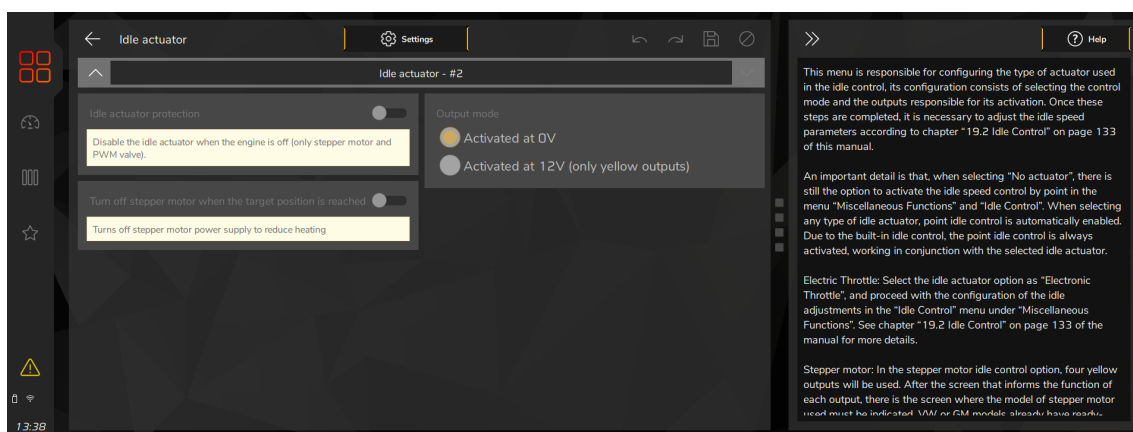 Idle actuator
Settings
Idle actuator - #2
Idle actuator protection
Disable the idle actuator when the engine is off (only stepper motor and
PWM valve).
Turn off stepper motor when the target position is reached
Turns off stepper motor power supply to reduce heating
Output mode
Activated at 0V
Activated at 12V (only yellow outputs)
Help
This menu is responsible for configuring the type of actuator used
in the idle control, its configuration consists of selecting the control
mode and the outputs responsible for its activation. Once these
steps are completed, it is necessary to adjust the idle speed
parameters according to chapter "19.2 Idle Control" on page 133
of this manual.
An important detail is that, when selecting "No actuator", there is
still the option to activate the idle speed control by point in the
menu "Miscellaneous Functions" and "Idle Control". When selecting
any type of idle actuator, point idle control is automatically enabled.
Due to the built-in idle control, the point idle control is always
activated, working in conjunction with the selected idle actuator.
Electric Throttle: Select the idle actuator option as "Electronic
Throttle", and proceed with the configuration of the idle
adjustments in the "Idle Control" menu under "Miscellaneous
Functions". See chapter "19.2 Idle Control" on page 133 of the
manual for more details.
Stepper motor: In the stepper motor idle control option, four yellow
outputs will be used. After the screen that informs the function of
each output, there is the screen where the model of stepper motor
used must be indicated. VW or GM models already have ready-
13:38